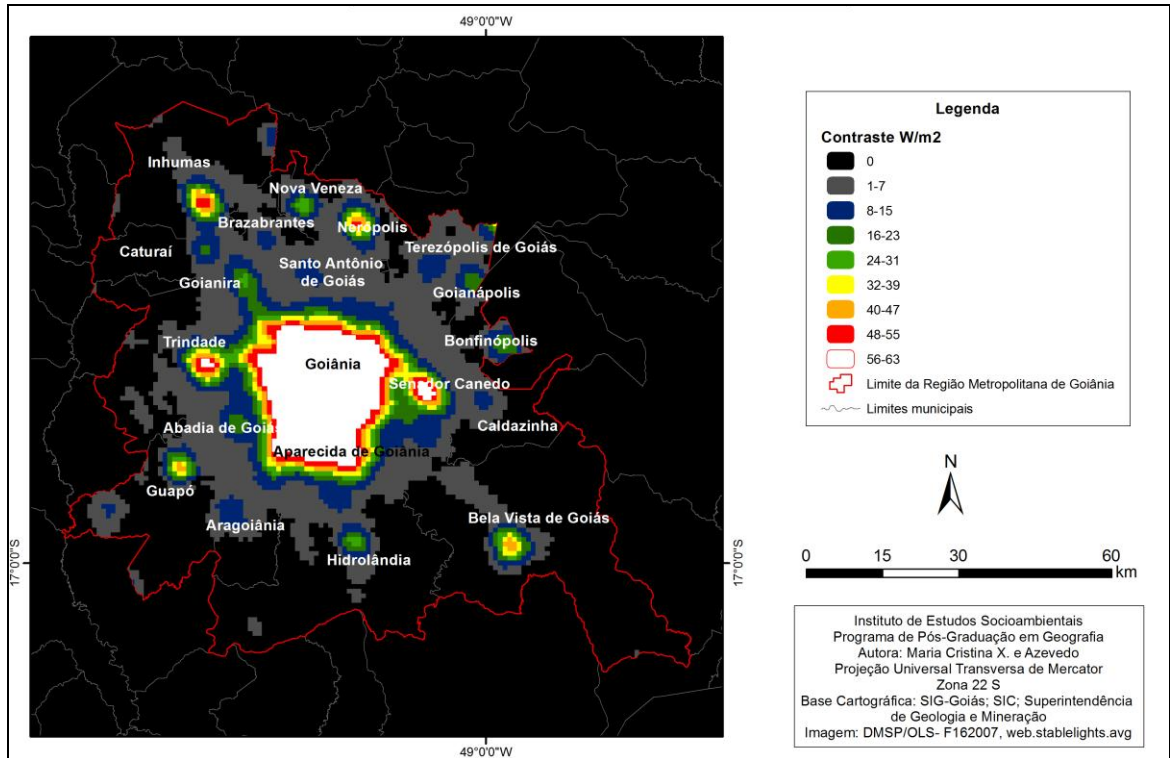 49°0'0"W
Inhumas
Nova Veneza
Brazabrantes
Nerópolis
Caturaí
Terezópolis de Goiás
Santo Antônio
de Goiás
Goianira
Goianápolis
Trindade
Bonfinópolis
Goiânia
Senador Canedo
Abadia de Goiás
Caldazinha
Aparecida de Goiânia
Guapó
Aragoiânia
Bela Vista de Goiás
Hidrolândia
17°0'0"S
17°0'0"S
49°0'0"W
Legenda
Contraste W/m2
0
1-7
8-15
16-23
24-31
32-39
40-47
48-55
56-63
Limite da Região Metropolitana de Goiânia
Limites municipais
N
0 15 30 60
km
Instituto de Estudos Socioambientais
Programa de Pós-Graduação em Geografia
Autora: Maria Cristina X. e Azevedo
Projeção Universal Transversa de Mercator
Zona 22 S
Base Cartográfica: SIG-Goiás; SIC; Superintendência
de Geologia e Mineração
Imagem: DMSP/OLS- F162007, web.stablelights.avg